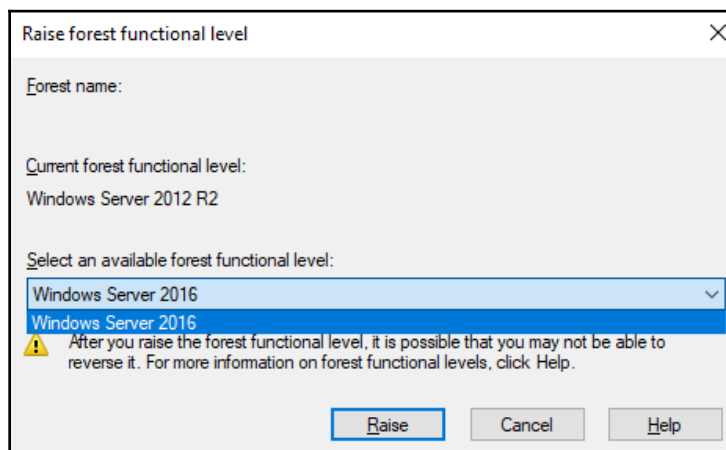 Raise forest functional level
Forest name:
Current forest functional level:
Windows Server 2012 R2
Select an available forest functional level:
Windows Server 2016
Windows Server 2016
After you raise the forest functional level, it is possible that you may not be able to
reverse it. For more information on forest functional levels, click Help.
Raise Cancel Help